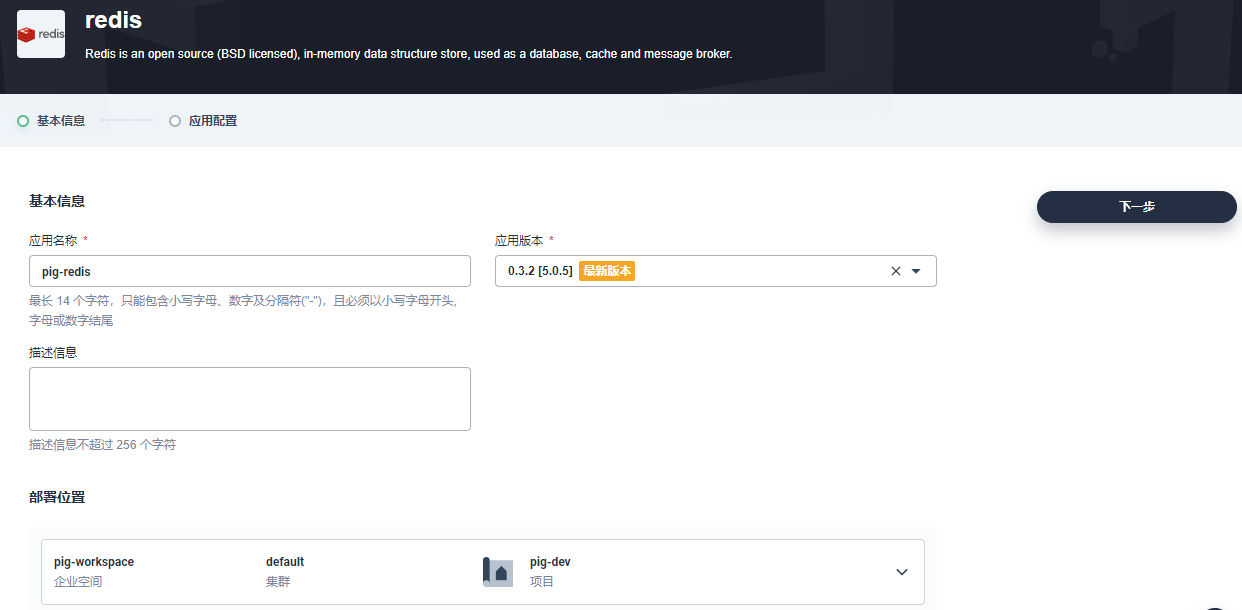 redis
redis
Redis is an open source (BSD licensed), in-memory data structure store, used as a database, cache and message broker.
基本信息
应用配置
基本信息
下一步
应用名称 *
应用版本 *
pig-redis
0.3.2 [5.0.5] 最新版本
最长 14 个字符，只能包含小写字母、数字及分隔符("-")，且必须以小写字母开头,
字母或数字结尾
描述信息
描述信息不超过 256 个字符
部署位置
pig-workspace
default
pig-dev
企业空间
集群
项目